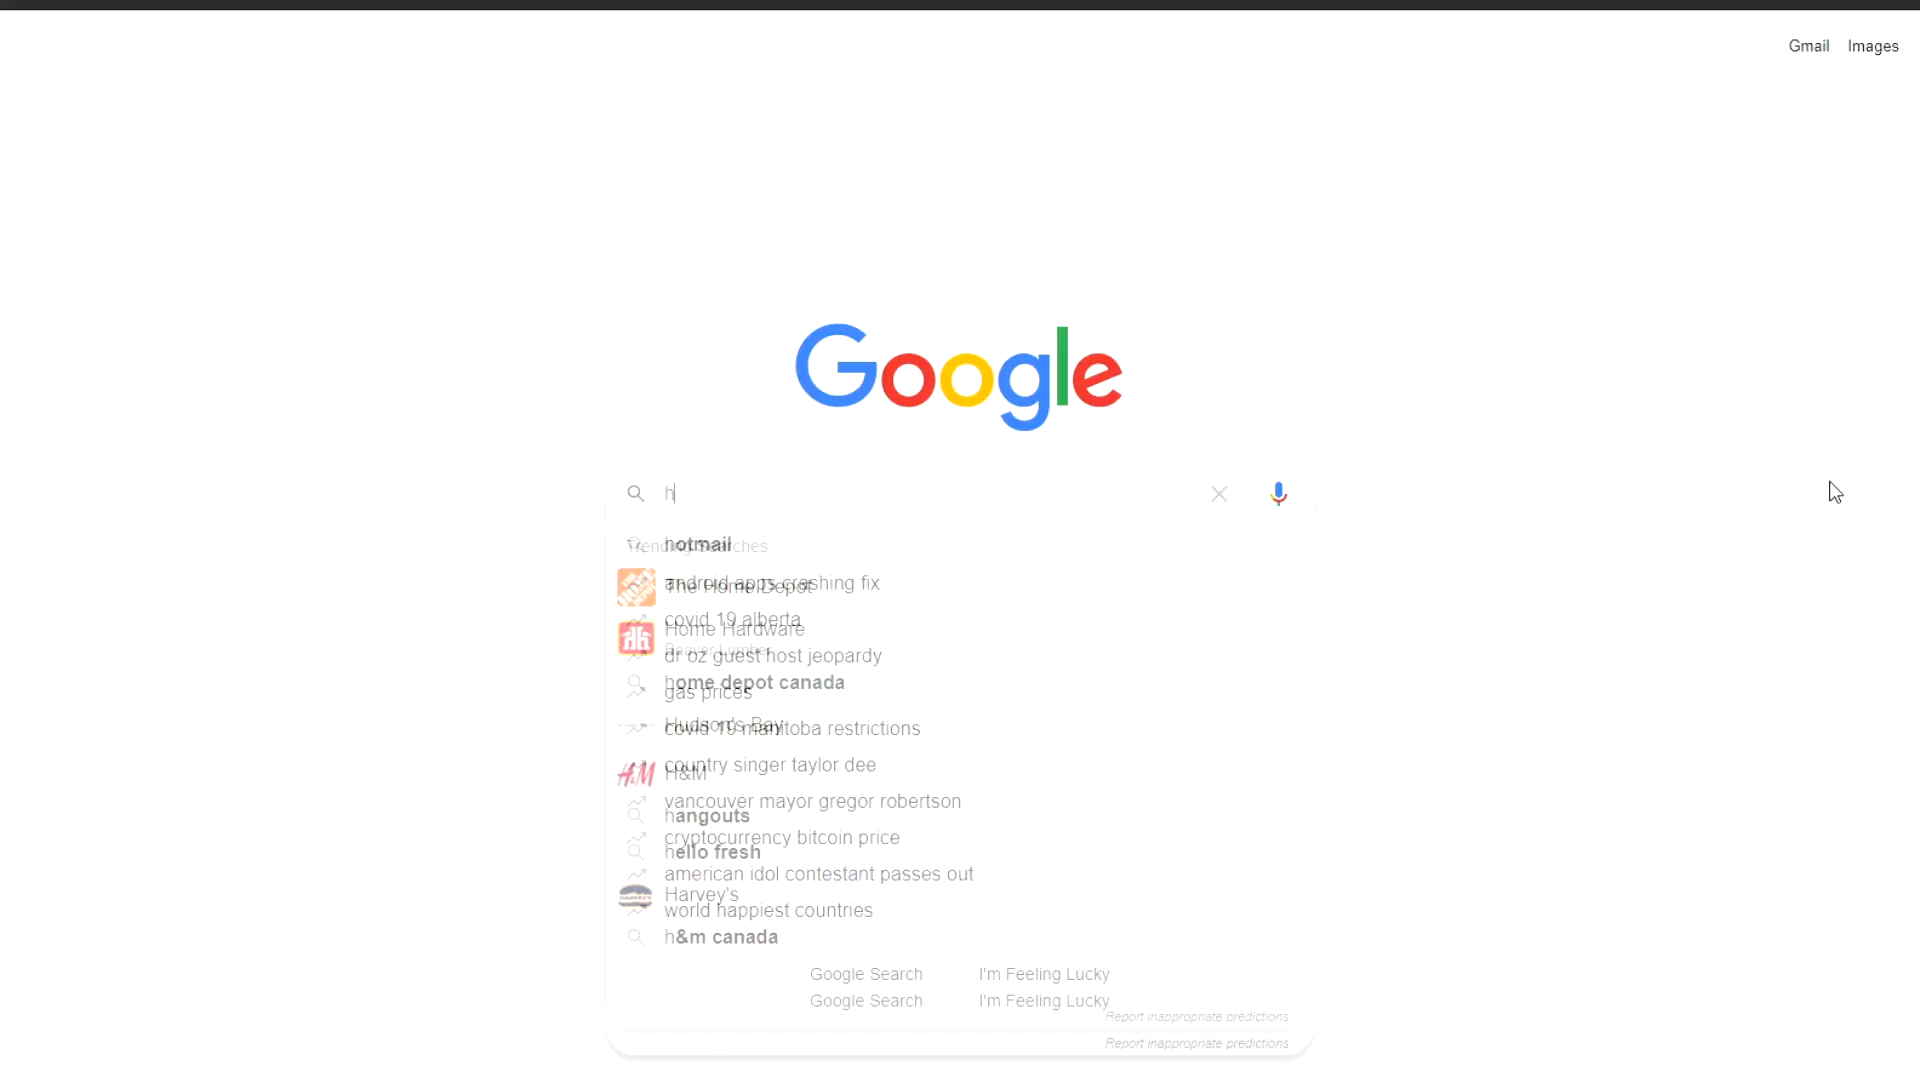 Gmail Images
Google
h
hotmail
Trending Searches
android apps crashing fix
The Home Depot
covid 19 alberta
Home Hardware
Beaver Lumber
dr oz guest host jeopardy
home depot canada
gas prices
Hudson's Bay
covid 19 manitoba restrictions
country singer taylor dee
H&M
H&M
vancouver mayor gregor robertson
hangouts
cryptocurrency bitcoin price
hello fresh
american idol contestant passes out
Harvey's
world happiest countries
h&m canada
Google Search I'm Feeling Lucky
Google Search I'm Feeling Lucky
Report inappropriate predictions
Report inappropriate predictions